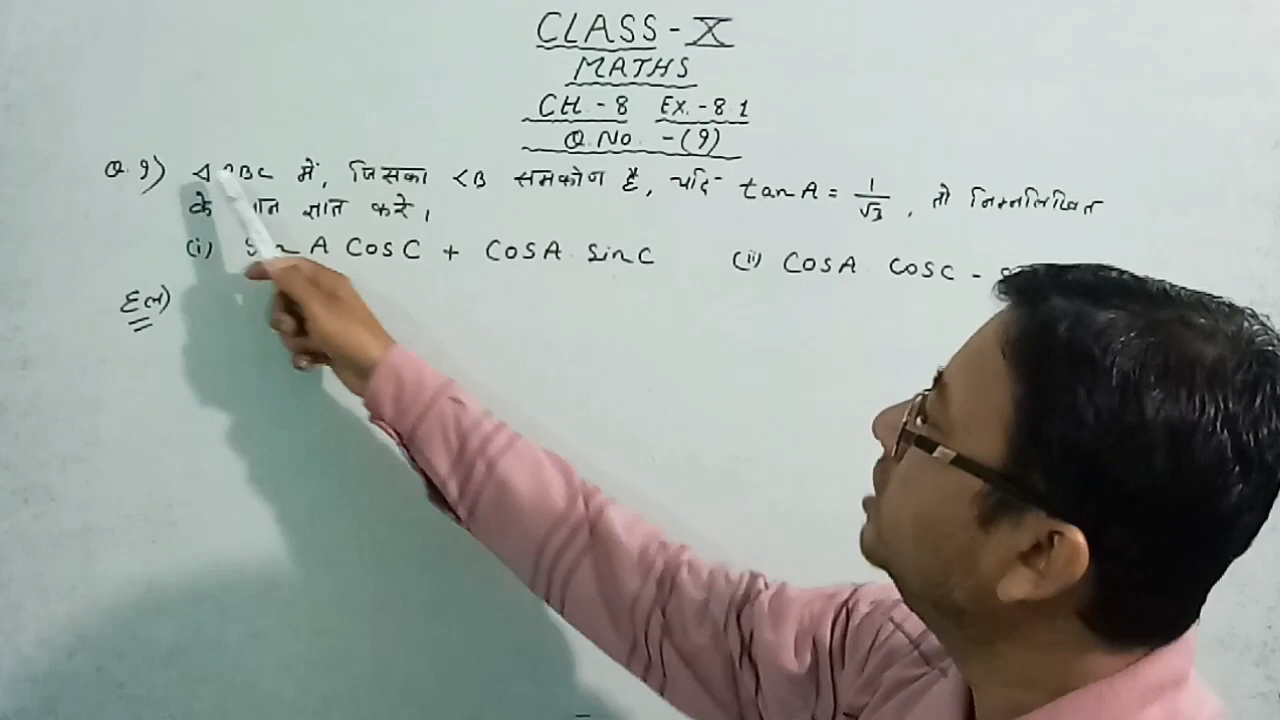 CLASS - X
MATHS
CH. - 8 EX. - 8.1
Q. NO. - (9)
Q. 9) में, जिसका <B समकोण है, यदि tan A = 1/√3 , तो निम्नलिखित
के ज्ञात करें।
(i) A COS C + COS A . Sin C (ii) COS A . COS C -
हल)